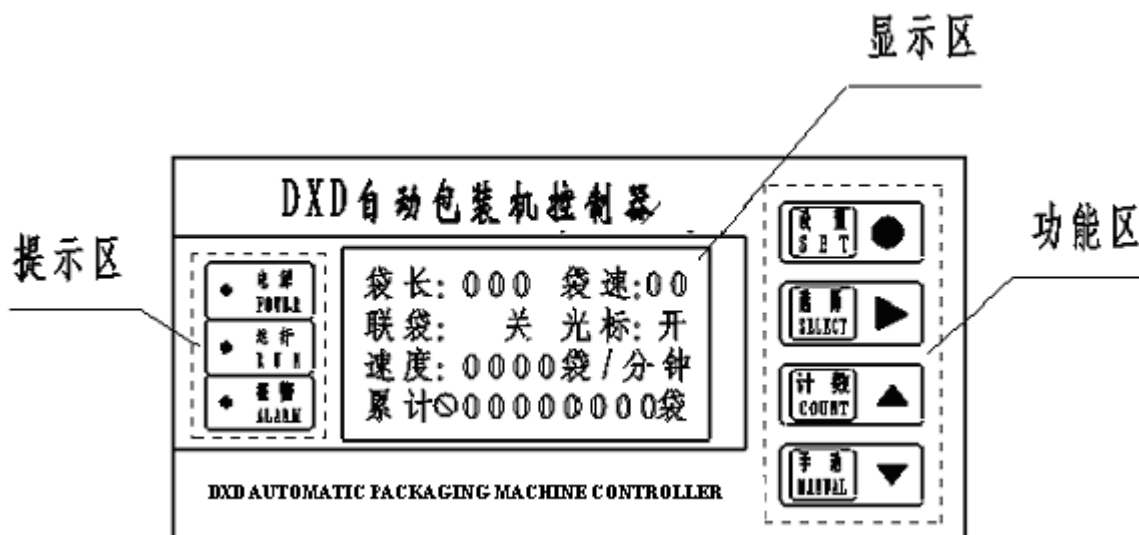 显示区
DXD自动包装机控制器
提示区
功能区
电源
POWER
运行
RUN
报警
ALARM
袋长:000 袋速:00
联袋: 关 光标:开
速度:0000袋/分钟
累计⦸00000000袋
设置
SET
选择
SELECT
计数
COUNT
手动
MANUAL
DXD AUTOMATIC PACKAGING MACHINE CONTROLLER